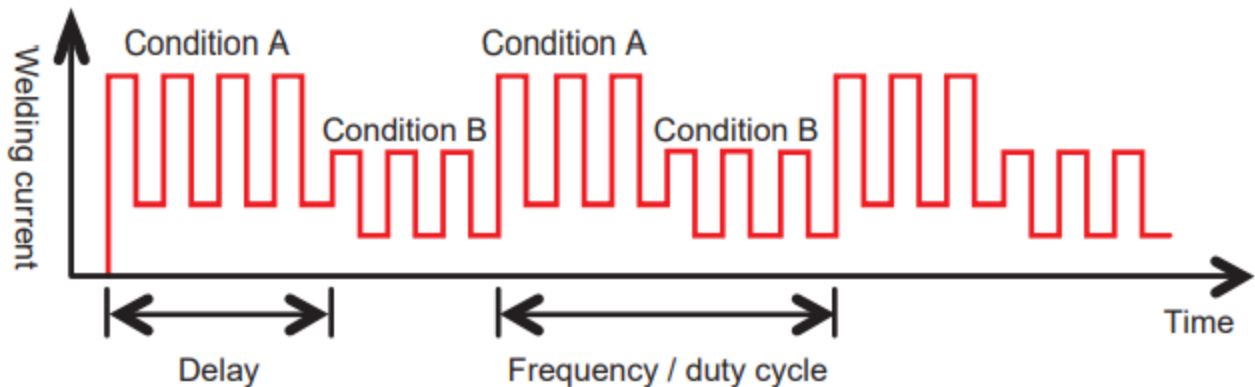 Welding current
Condition A
Condition A
Condition B
Condition B
Time
Delay
Frequency / duty cycle